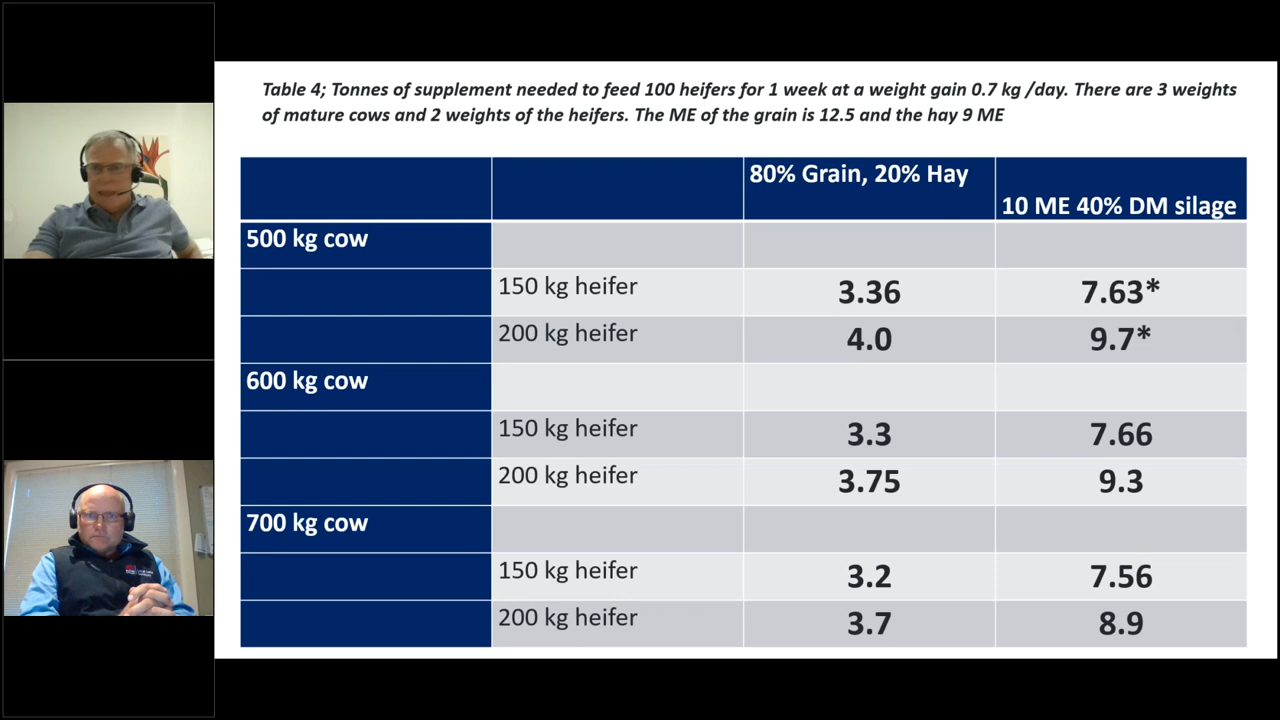 Table 4; Tonnes of supplement needed to feed 100 heifers for 1 week at a weight gain 0.7 kg /day. There are 3 weights
of mature cows and 2 weights of the heifers. The ME of the grain is 12.5 and the hay 9 ME
80% Grain, 20% Hay
10 ME 40% DM silage
500 kg cow
150 kg heifer 3.36 7.63*
200 kg heifer 4.0 9.7*
600 kg cow
150 kg heifer 3.3 7.66
200 kg heifer 3.75 9.3
700 kg cow
150 kg heifer 3.2 7.56
200 kg heifer 3.7 8.9